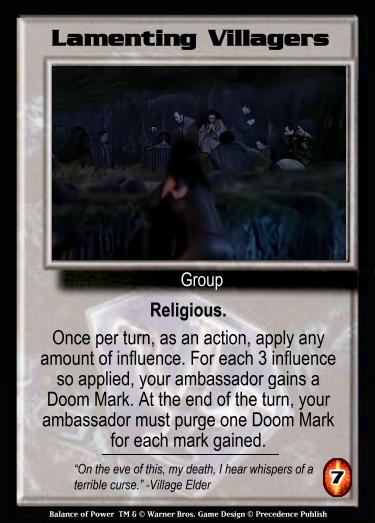 Lamenting Villagers
Group
Religious.
Once per turn, as an action, apply any
amount of influence. For each 3 influence
so applied, your ambassador gains a
Doom Mark. At the end of the turn, your
ambassador must purge one Doom Mark
for each mark gained.
"On the eve of this, my death, I hear whispers of a
terrible curse." -Village Elder
7
Balance of Power TM & © Warner Bros. Game Design © Precedence Publish